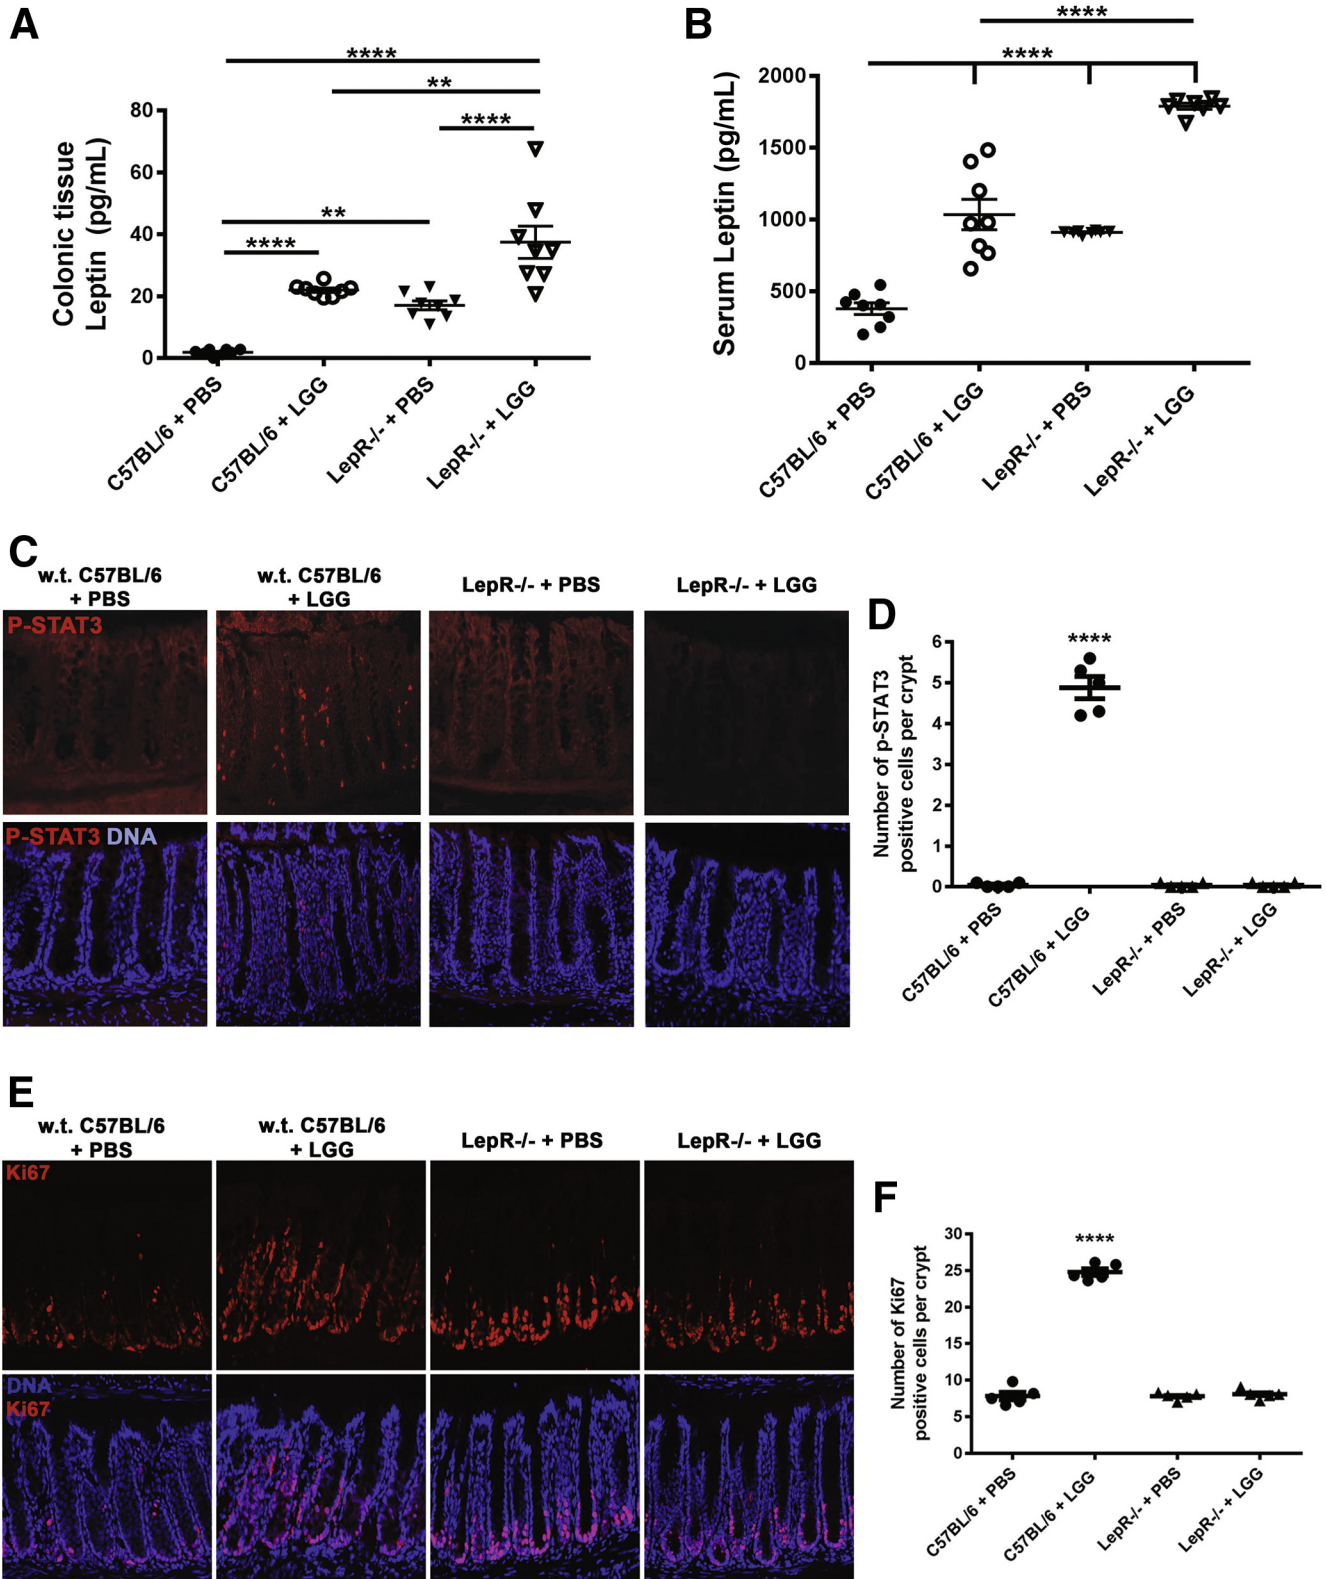 A
****
**
****
**
****
Colonic tissue
Leptin (pg/mL)
80
60
40
20
0
C57BL/6 + PBS
C57BL/6 + LGG
LepR-/- + PBS
LepR-/- + LGG
B
****
****
Serum Leptin (pg/mL)
2000
1500
1000
500
0
C57BL/6 + PBS
C57BL/6 + LGG
LepR-/- + PBS
LepR-/- + LGG
C
w.t. C57BL/6
+ PBS
w.t. C57BL/6
+ LGG
LepR-/- + PBS
LepR-/- + LGG
P-STAT3
P-STAT3 DNA
D
****
Number of p-STAT3
positive cells per crypt
6
5
4
3
2
1
0
C57BL/6 + PBS
C57BL/6 + LGG
LepR-/- + PBS
LepR-/- + LGG
E
w.t. C57BL/6
+ PBS
w.t. C57BL/6
+ LGG
LepR-/- + PBS
LepR-/- + LGG
Ki67
DNA
Ki67
F
****
Number of Ki67
positive cells per crypt
30
25
20
15
10
5
0
C57BL/6 + PBS
C57BL/6 + LGG
LepR-/- + PBS
LepR-/- + LGG